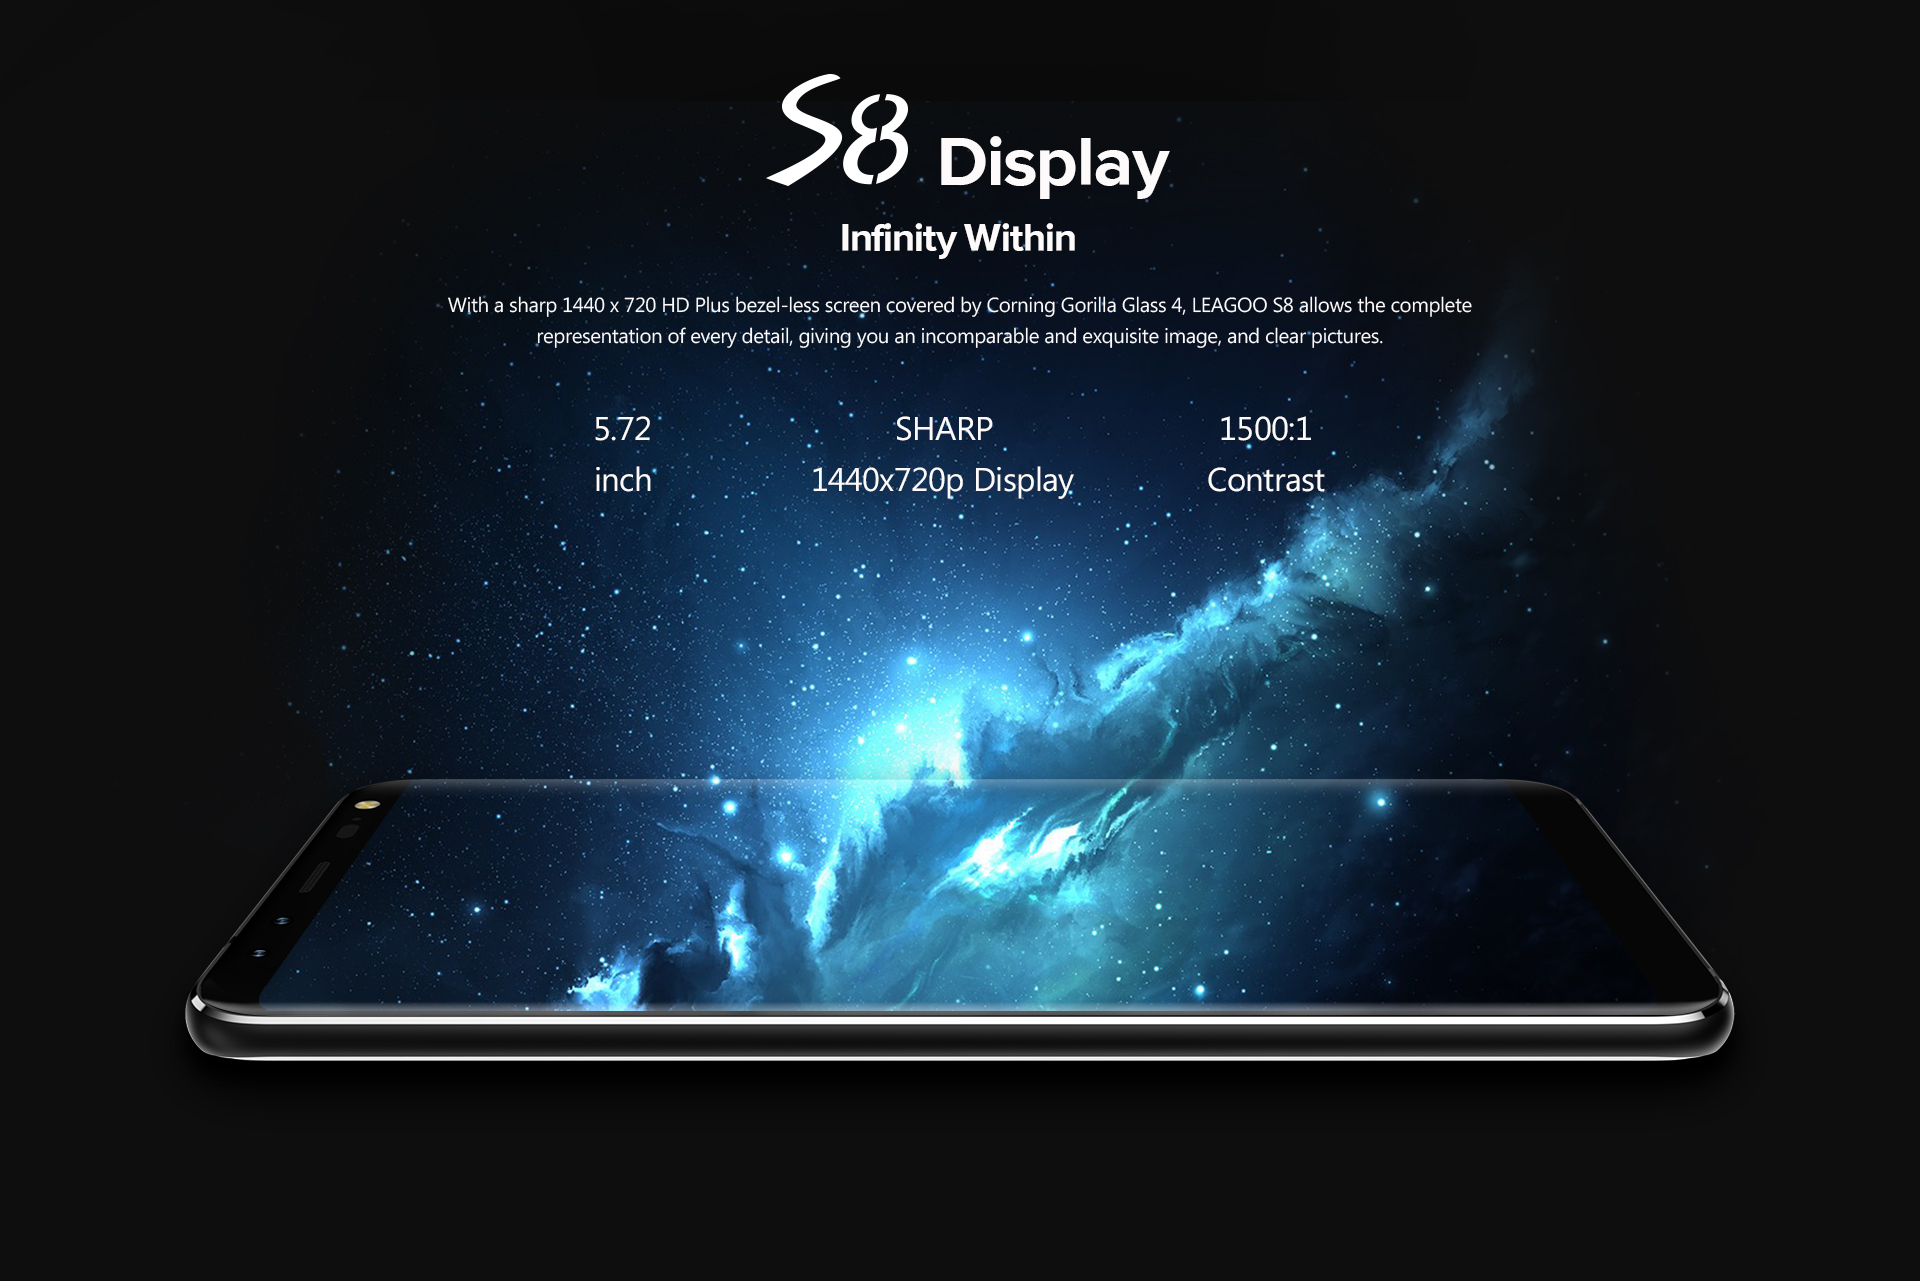 S8 Display
Infinity Within
With a sharp 1440 x 720 HD Plus bezel-less screen covered by Corning Gorilla Glass 4, LEAGOO S8 allows the complete
representation of every detail, giving you an incomparable and exquisite image, and clear pictures.
5.72 SHARP 1500:1
inch 1440x720p Display Contrast